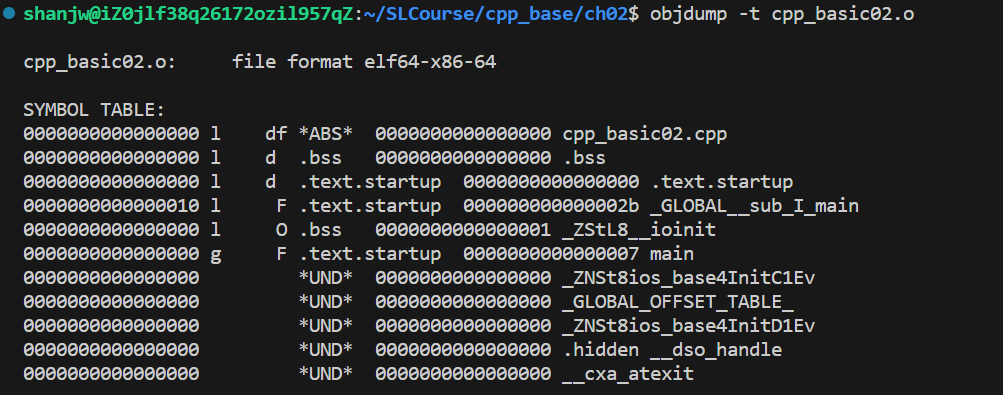 shanjw@iZ0jlf38q26172ozil957qZ:~/SLCourse/cpp_base/ch02$ objdump -t cpp_basic02.o
cpp_basic02.o:     file format elf64-x86-64
SYMBOL TABLE:
0000000000000000 l    df *ABS*  0000000000000000 cpp_basic02.cpp
0000000000000000 l    d  .bss   0000000000000000 .bss
0000000000000000 l    d  .text.startup  0000000000000000 .text.startup
0000000000000010 l     F .text.startup  000000000000002b _GLOBAL__sub_I_main
0000000000000000 l     O .bss   0000000000000001 _ZStL8__ioinit
0000000000000000 g     F .text.startup  0000000000000007 main
0000000000000000         *UND*  0000000000000000 _ZNSt8ios_base4InitC1Ev
0000000000000000         *UND*  0000000000000000 _GLOBAL_OFFSET_TABLE_
0000000000000000         *UND*  0000000000000000 _ZNSt8ios_base4InitD1Ev
0000000000000000         *UND*  0000000000000000 .hidden __dso_handle
0000000000000000         *UND*  0000000000000000 __cxa_atexit